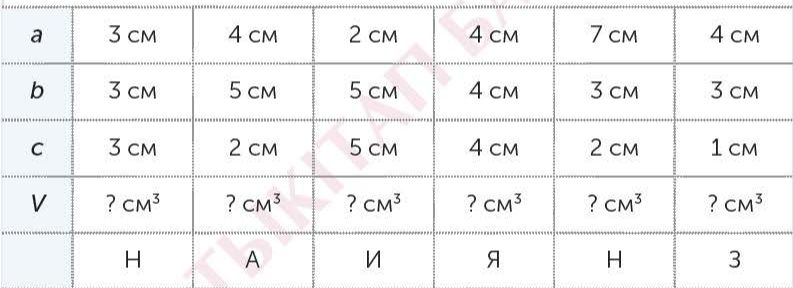 a 3 см 4 см 2 см 4 см 7 см 4 см
b 3 см 5 см 5 см 4 см 3 см 3 см
c 3 см 2 см 5 см 4 см 2 см 1 см
V ? см³ ? см³ ? см³ ? см³ ? см³ ? см³
Н А И Я Н З
ТЫКІТАП БА